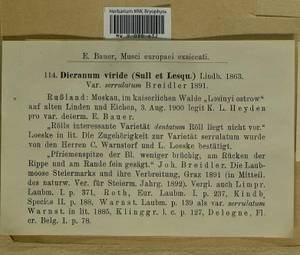 Herbarium MW, Bryophyta
E. Bauer, Musci europaei exsiccati.
114. Dicranum viride (Sull et Lesqu.) Lindb. 1863.
Var. serrulatum Breidler 1891.
Rußland: Moskau, im kaiserlichen Walde „Losinyi ostrow"
auf alten Linden und Eichen, 3. Aug. 1900 legit K. L. Heyden
pro var. determ. E. Bauer.
„Rölls interessante Varietät dentatum Röll liegt nicht vor."
Loeske in lit. Die Zugehörigkeit zur Varietät serrulatum wurde
von den Herren C. Warnstorf und L. Loeske bestätigt.
„Pfriemenspitze der Bl. weniger brüchig, am Rücken der
Rippe und am Rande fein gesägt." Joh. Breidler. Die Laub-
moose Steiermarks und ihre Verbreitung, Graz 1891 (in Mitteil.
des naturw. Ver. für Steierm. Jahrg. 1892). Vergl. auch Limpr.
Laubm. I. p. 371, Roth, Eur. Laubm. I. p. 237, Kindb.
Species II. p. 188, Warnst. Laubm. p. 139 als var. serrulatum
Warnst. in lit. 1885, Klinggr. l. c. p. 127, Delogne, Fl.
cr. Belg. I. p. 78.